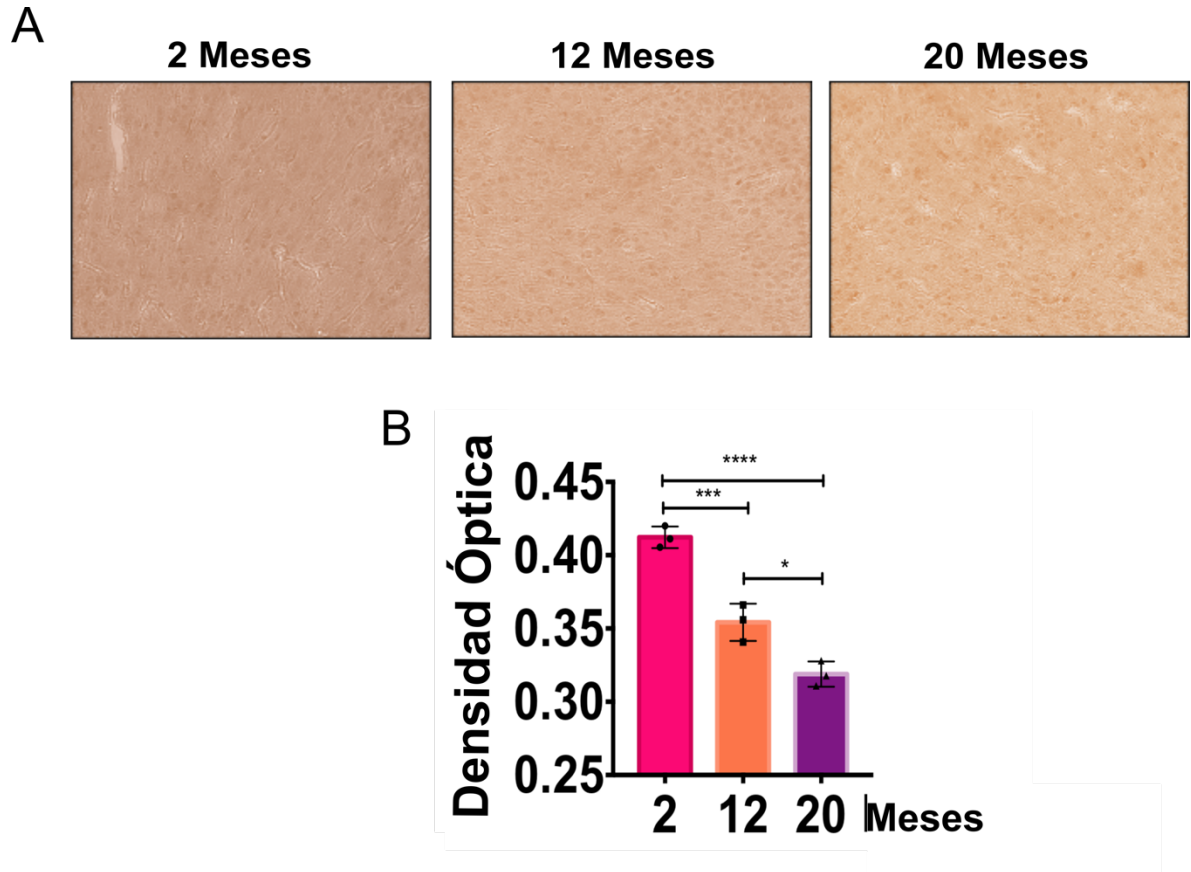 A
2 Meses
12 Meses
20 Meses
B
Densidad Óptica
0.45
0.40
0.35
0.30
0.25
****
***
*
2 12 20 Meses